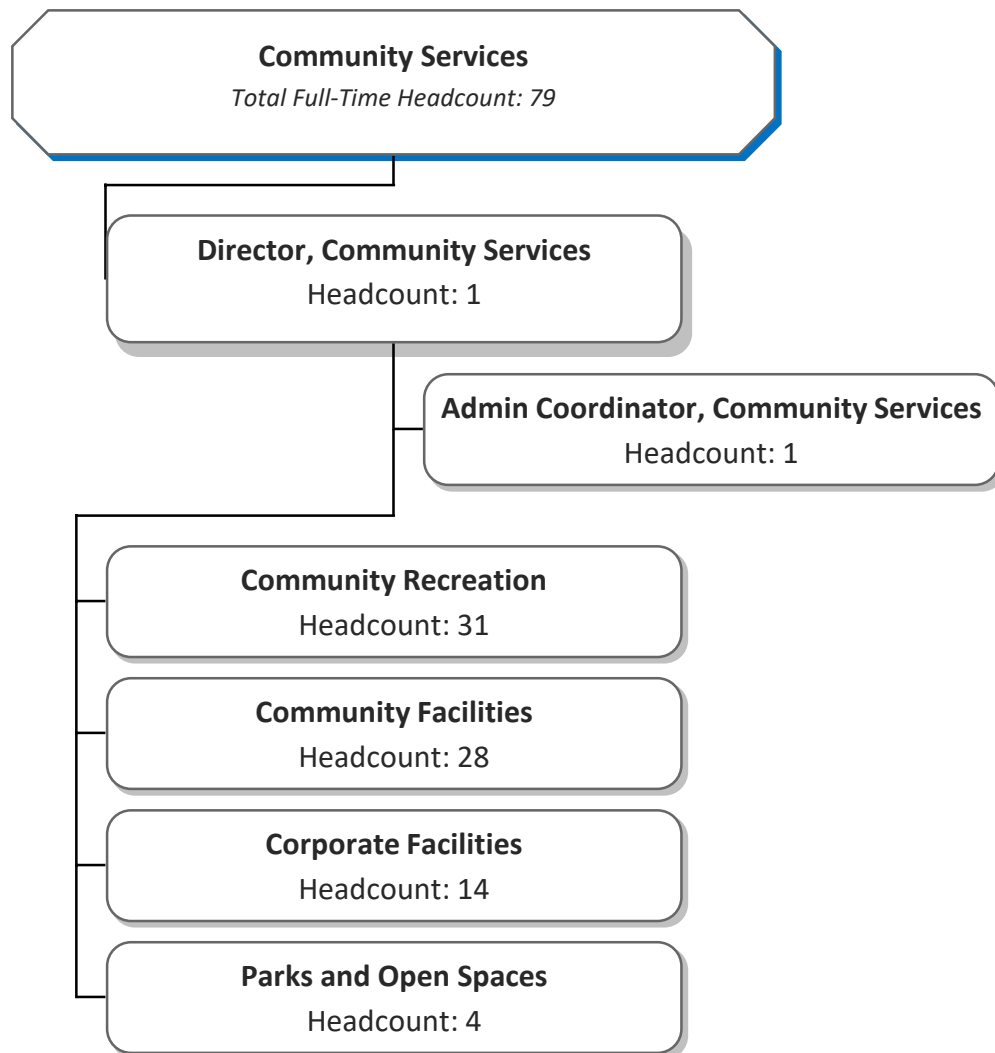 Community Services
Total Full-Time Headcount: 79
Director, Community Services
Headcount: 1
Admin Coordinator, Community Services
Headcount: 1
Community Recreation
Headcount: 31
Community Facilities
Headcount: 28
Corporate Facilities
Headcount: 14
Parks and Open Spaces
Headcount: 4